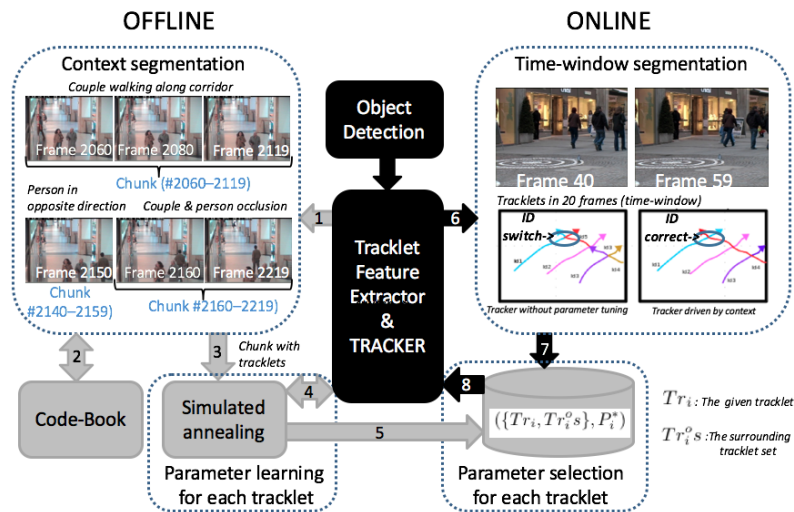 OFFLINE
ONLINE
Context segmentation
Couple walking along corridor
Frame 2060
Frame 2080
Frame 2119
Chunk (#2060–2119)
Person in
opposite direction
Couple & person occlusion
Frame 2150
Frame 2160
Frame 2219
Chunk
#2140–2159)
Chunk #2160-2219)
Object
Detection
1
6
Tracklet
Feature
Extractor
&
TRACKER
Time-window segmentation
Frame 40
Frame 59
Tracklets in 20 frames (time-window)
ID
switch->
ID
correct->
Tracker without parameter tuning
Tracker driven by context
2
3
Chunk with
tracklets
4
5
7
8
Code-Book
Simulated
annealing
Parameter learning
for each tracklet
({Tr_i, Tr_i^o s}, P_i^*)
Parameter selection
for each tracklet
Tr_i : The given tracklet
Tr_i^o s :The surrounding
tracklet set